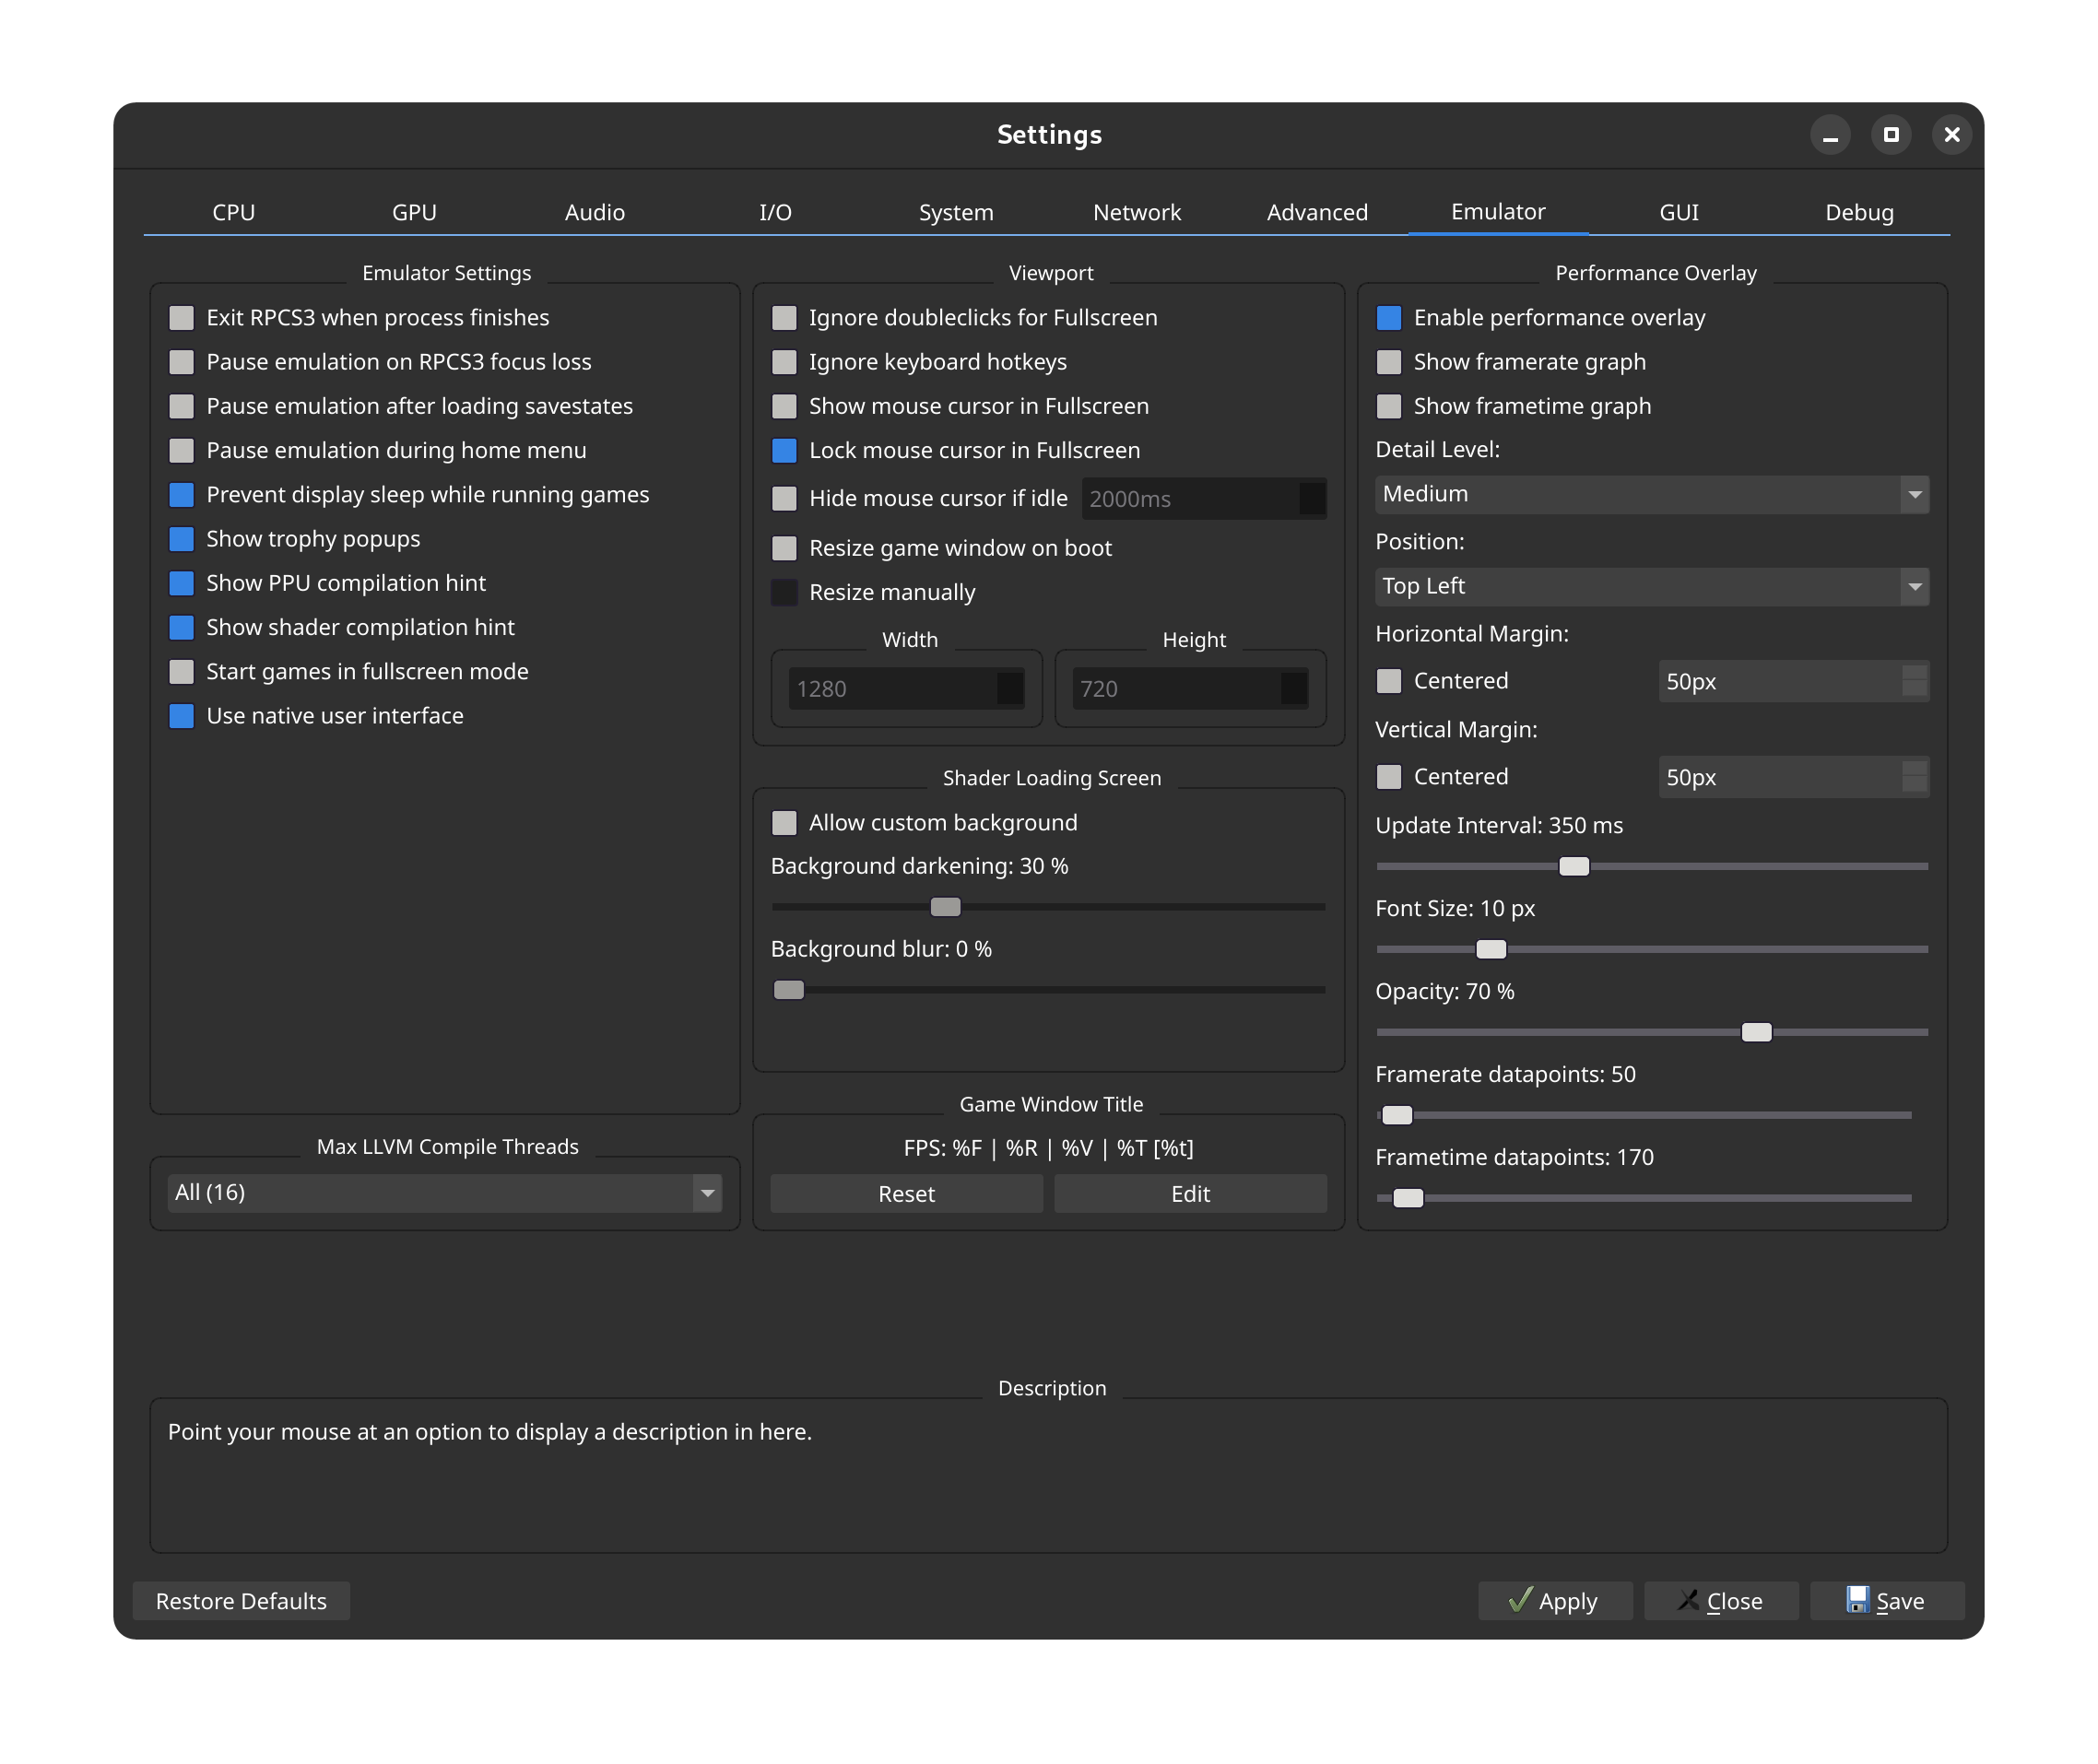 Settings
CPU
GPU
Audio
I/O
System
Network
Advanced
Emulator
GUI
Debug
Emulator Settings
Exit RPCS3 when process finishes
Pause emulation on RPCS3 focus loss
Pause emulation after loading savestates
Pause emulation during home menu
Prevent display sleep while running games
Show trophy popups
Show PPU compilation hint
Show shader compilation hint
Start games in fullscreen mode
Use native user interface
Max LLVM Compile Threads
All (16)
Viewport
Ignore doubleclicks for Fullscreen
Ignore keyboard hotkeys
Show mouse cursor in Fullscreen
Lock mouse cursor in Fullscreen
Hide mouse cursor if idle 2000ms
Resize game window on boot
Resize manually
Width
1280
Height
720
Shader Loading Screen
Allow custom background
Background darkening: 30 %
Background blur: 0 %
Game Window Title
FPS: %F | %R | %V | %T [%t]
Reset
Edit
Performance Overlay
Enable performance overlay
Show framerate graph
Show frametime graph
Detail Level:
Medium
Position:
Top Left
Horizontal Margin:
Centered 50px
Vertical Margin:
Centered 50px
Update Interval: 350 ms
Font Size: 10 px
Opacity: 70 %
Framerate datapoints: 50
Frametime datapoints: 170
Description
Point your mouse at an option to display a description in here.
Restore Defaults
Apply
Close
Save